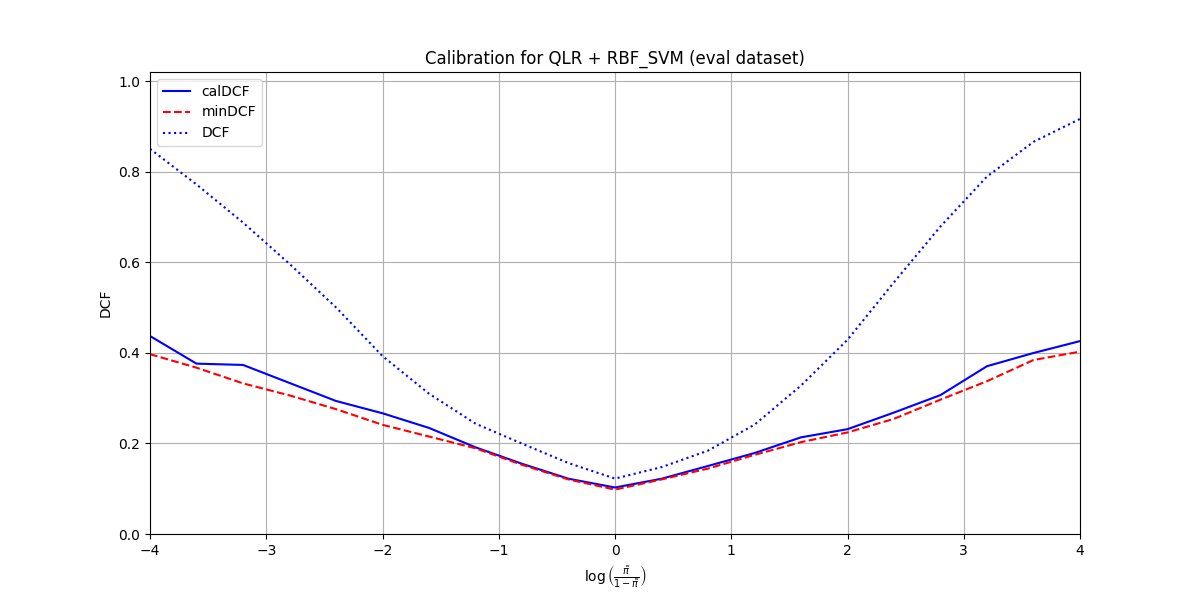 Calibration for QLR + RBF_SVM (eval dataset)
calDCF
minDCF
DCF
1.0
0.8
0.6
0.4
0.2
0.0
DCF
−4 −3 −2 −1 0 1 2 3 4
log(π̃/(1−π̃))